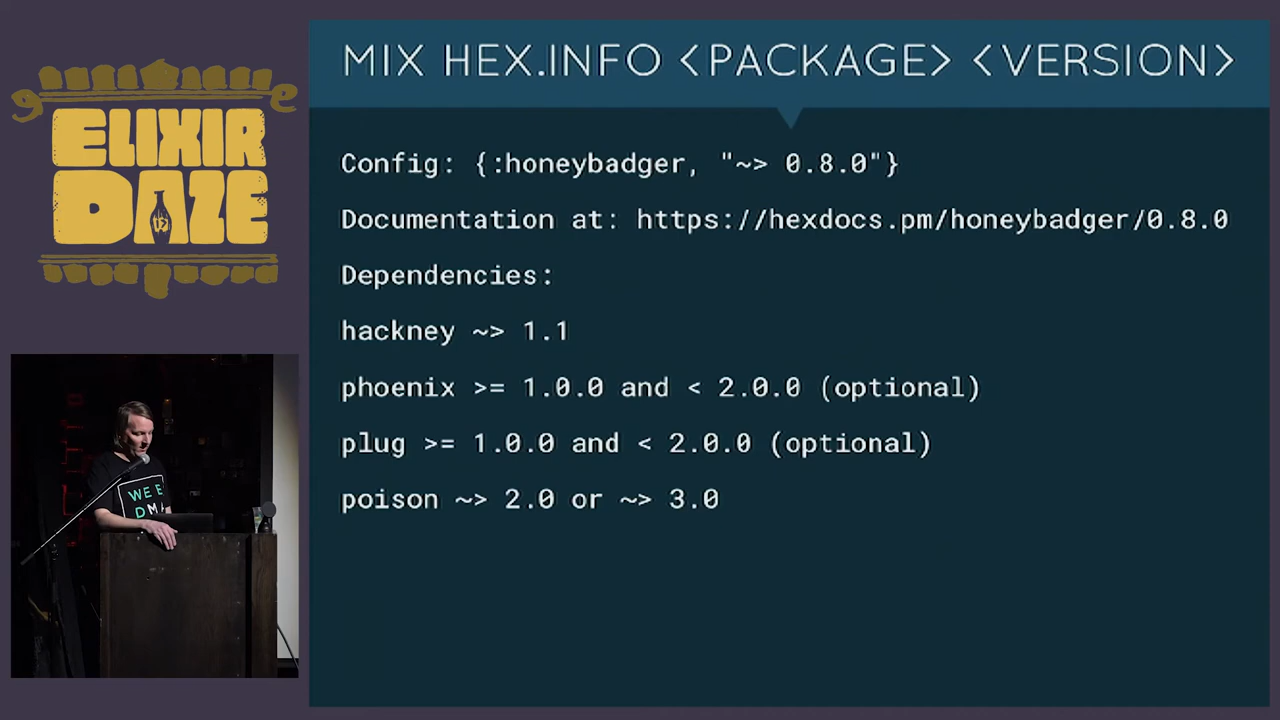 ELIXIR
DAZE
MIX HEX.INFO <PACKAGE> <VERSION>
Config: {:honeybadger, "~> 0.8.0"}
Documentation at: https://hexdocs.pm/honeybadger/0.8.0
Dependencies:
hackney ~> 1.1
phoenix >= 1.0.0 and < 2.0.0 (optional)
plug >= 1.0.0 and < 2.0.0 (optional)
poison ~> 2.0 or ~> 3.0
WE